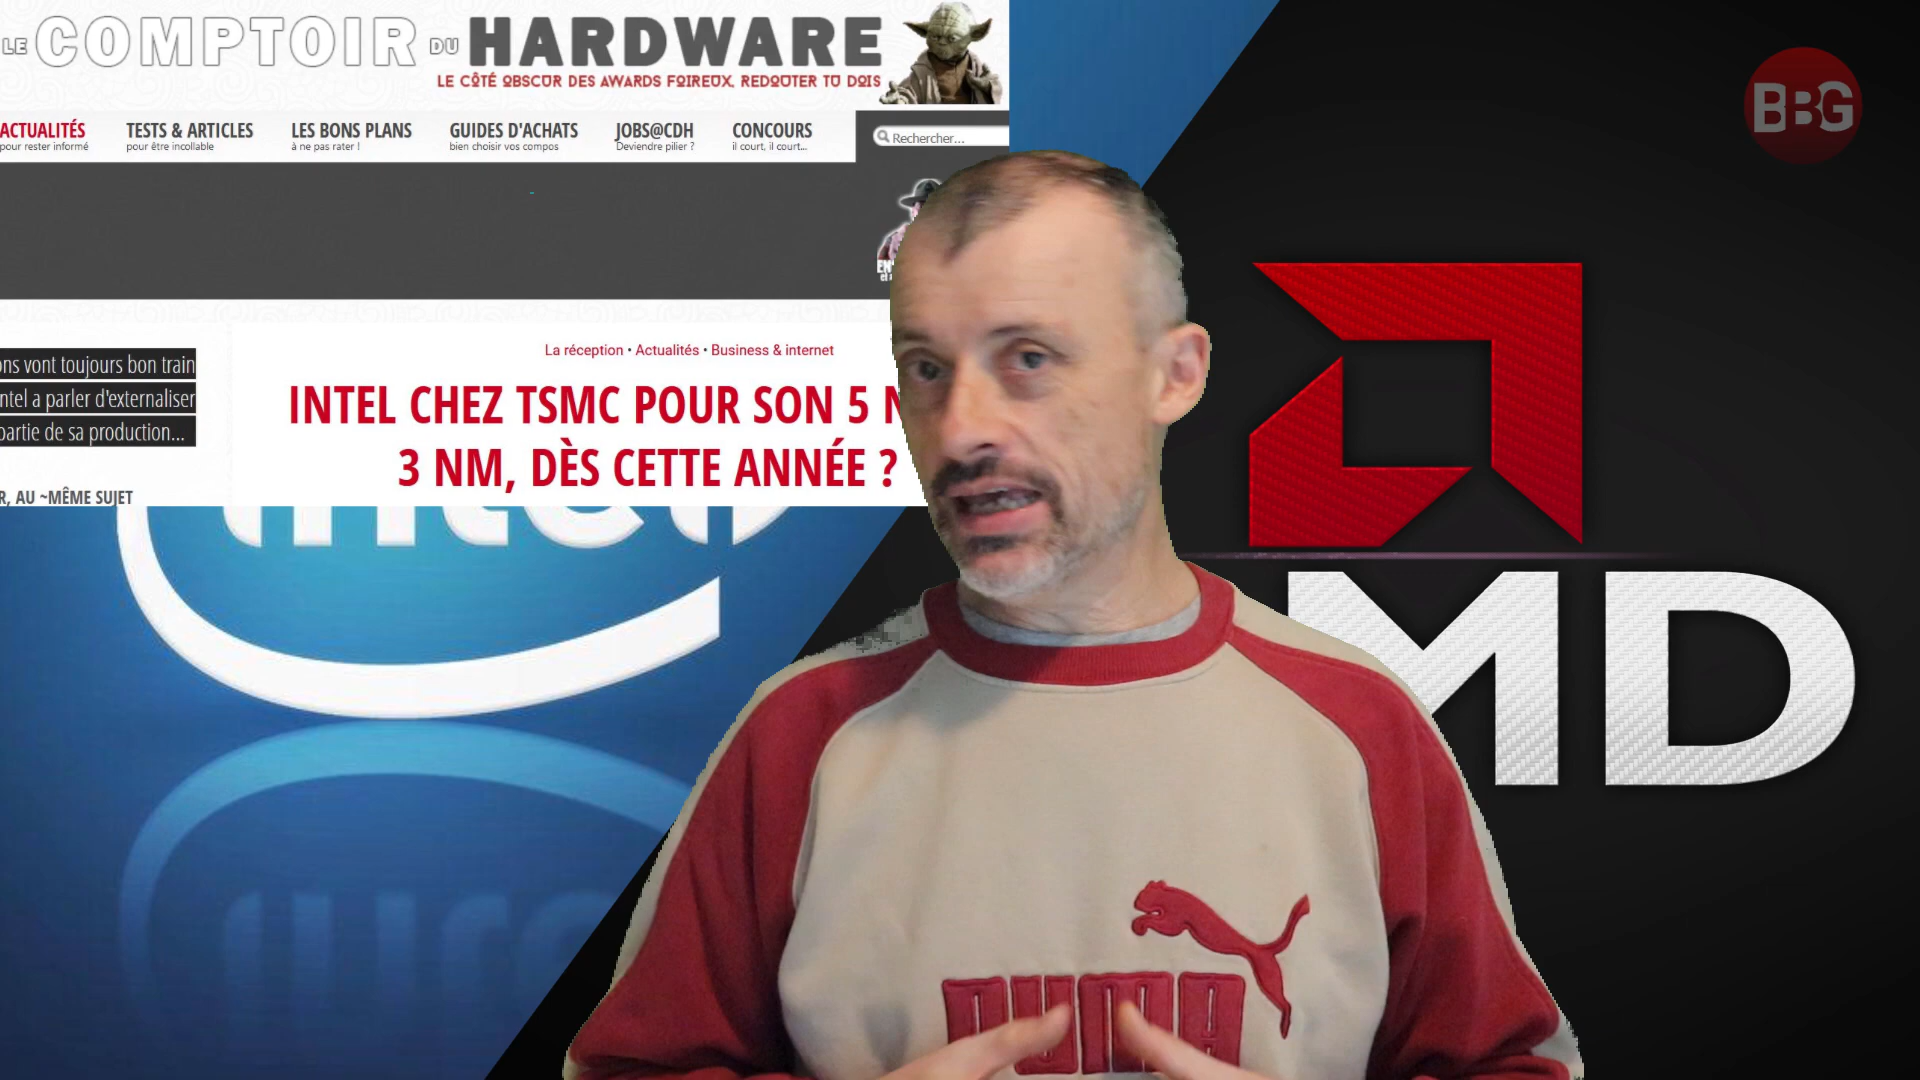 LE COMPTOIR DU HARDWARE
LE CÔTÉ OBSCUR DES AWARDS FOIREUX, REDOUTER TU DOIS
ACTUALITÉS
pour rester informé
TESTS & ARTICLES
pour être incollable
LES BONS PLANS
à ne pas rater !
GUIDES D'ACHATS
bien choisir vos compos
JOBS@CDH
Deviendre pilier ?
CONCOURS
il court, il court...
Rechercher...
BBG
La réception • Actualités • Business & internet
INTEL CHEZ TSMC POUR SON 5
3 NM, DÈS CETTE ANNÉE ?
vont toujours bon train
a parler d'externaliser
partie de sa production...
AU ~MÊME SUJET
intel
MD
PUMA